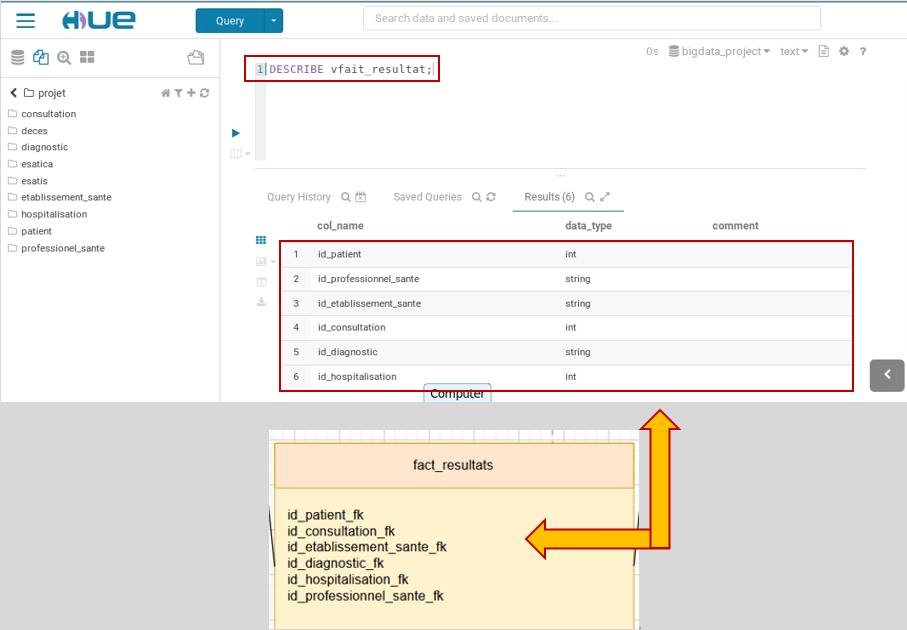 HUE
Query
Search data and saved documents...
0s bigdata_project text ?
projet
consultation
deces
diagnostic
esatica
esatis
etablissement_sante
hospitalisation
patient
professionel_sante
1 DESCRIBE vfait_resultat;
Query History Saved Queries Results (6)
col_name data_type comment
1 id_patient int
2 id_professionnel_sante string
3 id_etablissement_sante string
4 id_consultation int
5 id_diagnostic string
6 id_hospitalisation int
Computer
fact_resultats
id_patient_fk
id_consultation_fk
id_etablissement_sante_fk
id_diagnostic_fk
id_hospitalisation_fk
id_professionnel_sante_fk